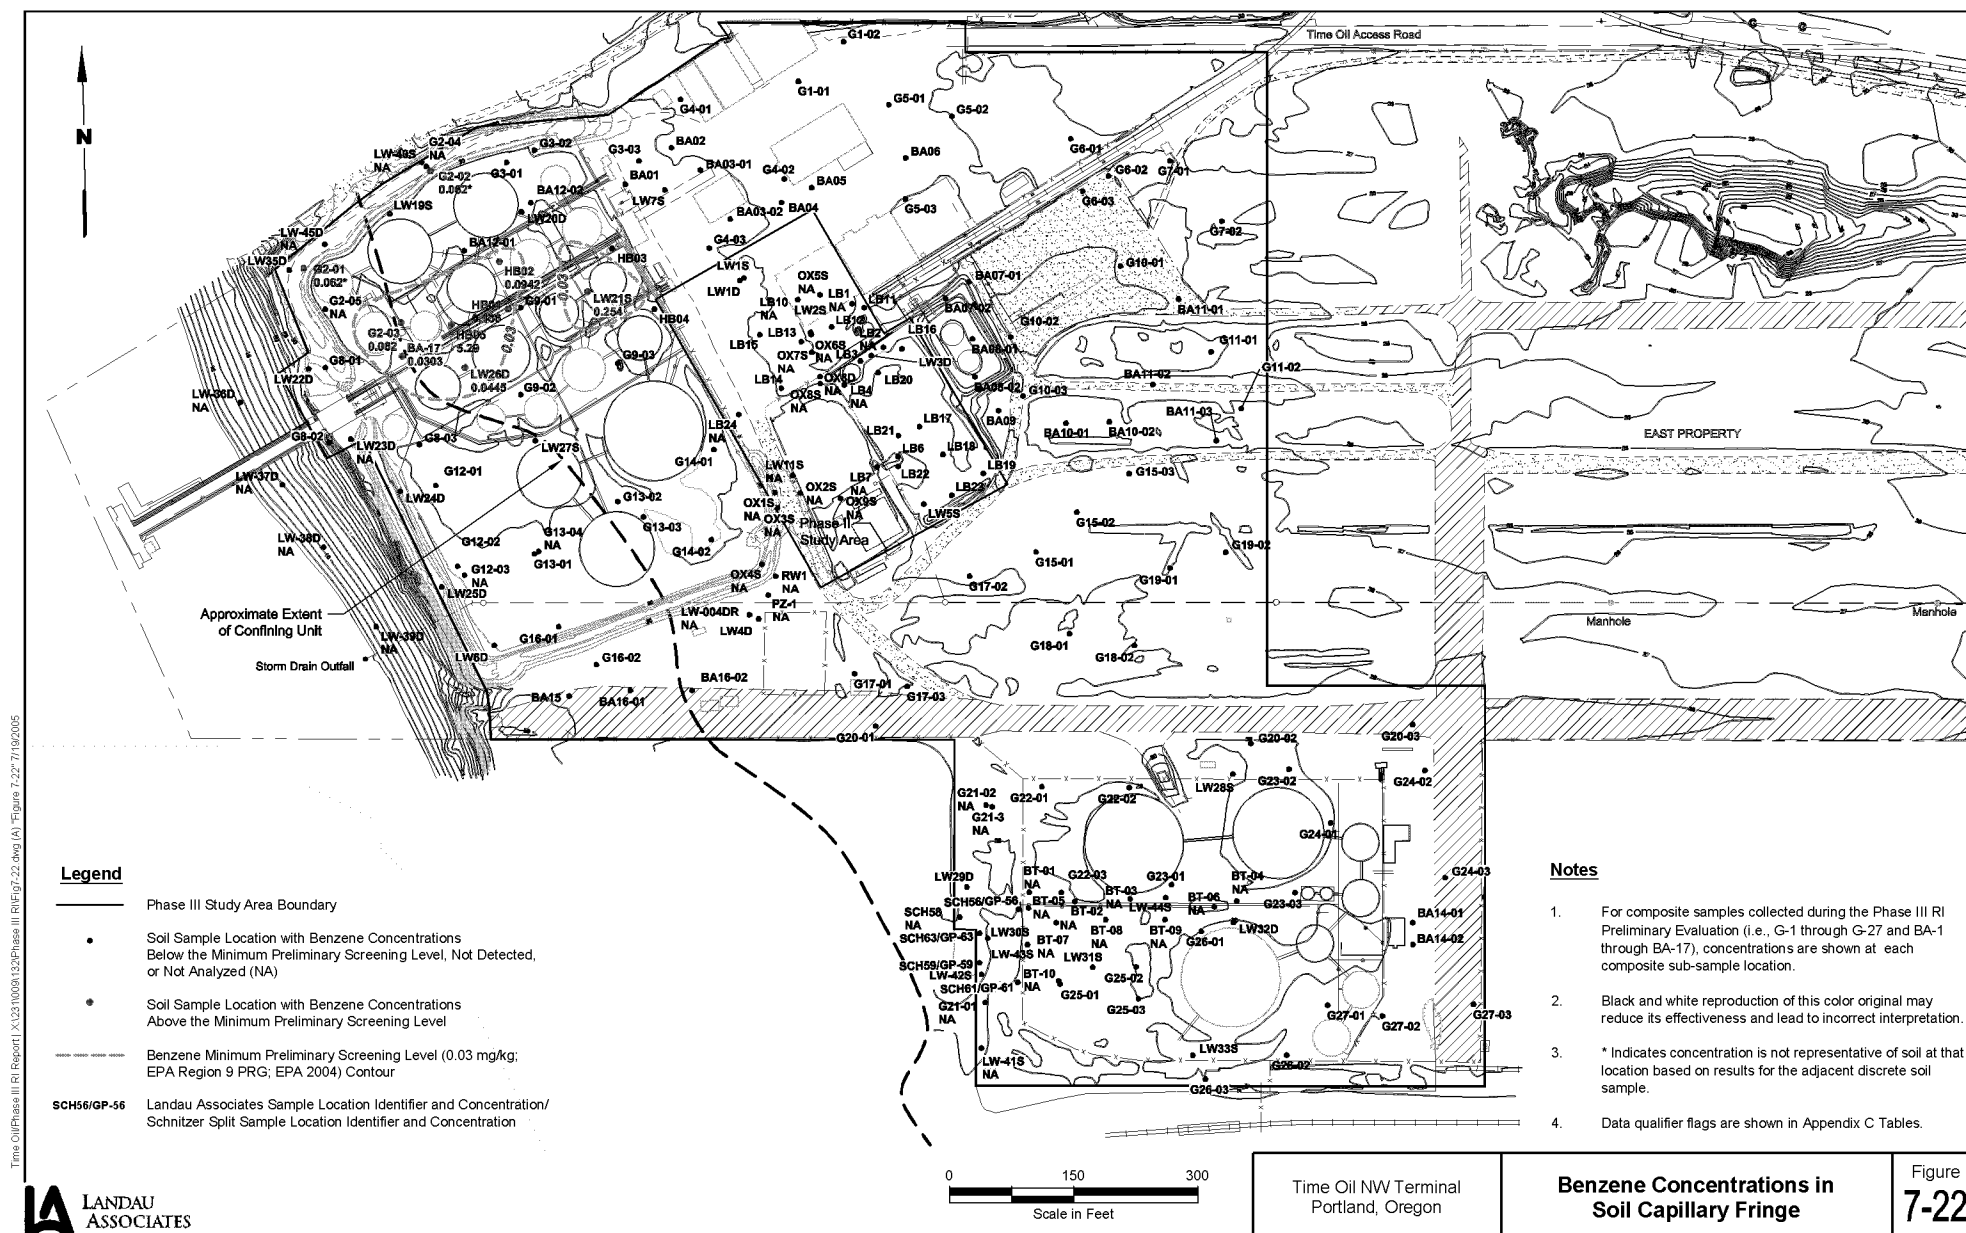 Time Oil Access Road
G1-02
G1-01
G5-01
G5-02
G4-01
G6-01
G2-04
NA
G3-02
LW-49S
NA
G3-03
BA02
BA03-01
BA06
G6-02
G7-01
G2-02
0.062*
G3-01
BA12-02
BA01
G4-02
BA05
G6-03
LW19S
LW20D
LW7S
BA03-02
BA04
G5-03
G7-02
LW-45D
NA
BA12-01
G4-03
LW35D
G2-01
0.062*
HB02
0.0942
HB03
LW1S
LW1D
OX5S
NA
BA07-01
G10-01
G2-05
NA
G9-01
0.03
LW21S
0.254
LB10
NA
LB1
NA
LB11
BA07-02
BA11-01
LW2S
NA
HB04
G10-02
G2-03
0.062
HB05
5.29
0.03
LB13
LB2
NA
LB16
BA-17
0.0303
LB15
OX6S
NA
OX7S
NA
LB3
LW3D
BA08-01
G11-01
G8-01
LW22D
LW26D
0.0445
G9-03
G9-02
LB14
OX8S
NA
LB4
NA
LB20
BA08-02
G10-03
BA11-02
G11-02
LW-36D
NA
LB24
NA
LB17
BA09
BA11-03
EAST PROPERTY
G8-02
LW23D
NA
G8-03
LW27S
LB21
BA10-01
BA10-02
G14-01
LB6
LB18
LW-37D
NA
G12-01
LW11S
NA
LB7
NA
LB22
LB19
G15-03
LW24D
G13-02
OX1S
NA
OX2S
NA
OX9S
NA
LB23
LW5S
G13-03
OX3S
NA
Phase II
Study Area
G15-02
LW-38D
NA
G12-02
G13-04
NA
G13-01
G14-02
G15-01
G19-02
G12-03
NA
OX4S
NA
RW1
NA
G17-02
G19-01
LW25D
PZ-1
NA
Approximate Extent
of Confining Unit
LW-004DR
NA
LW4D
Manhole
Manhole
LW-39D
NA
G16-01
G18-01
G18-02
LW6D
G16-02
Storm Drain Outfall
BA15
BA16-01
BA16-02
G17-01
G17-03
G20-01
G20-02
G20-03
G23-02
G24-02
LW28S
G21-02
NA
G22-01
G22-02
G21-3
NA
G24-01
LW29D
BT-01
NA
G22-03
G23-01
BT-04
NA
G24-03
SCH56/GP-56
BT-05
NA
BT-03
NA
LW-44S
BT-06
NA
G23-03
SCH58
NA
BT-02
NA
BA14-01
SCH63/GP-63
LW30S
BT-08
NA
BT-09
NA
G26-01
LW32D
BA14-02
BT-07
NA
LW-43S
SCH59/GP-59
LW-42S
LW31S
G25-02
BT-10
NA
SCH61/GP-61
G25-01
G21-01
NA
G25-03
G27-01
G27-02
G27-03
LW-41S
NA
LW33S
G26-02
G26-03
N
Legend
Phase III Study Area Boundary
Soil Sample Location with Benzene Concentrations
Below the Minimum Preliminary Screening Level, Not Detected,
or Not Analyzed (NA)
Soil Sample Location with Benzene Concentrations
Above the Minimum Preliminary Screening Level
Benzene Minimum Preliminary Screening Level (0.03 mg/kg;
EPA Region 9 PRG; EPA 2004) Contour
SCH56/GP-56 Landau Associates Sample Location Identifier and Concentration/
Schnitzer Split Sample Location Identifier and Concentration
Notes
1. For composite samples collected during the Phase III RI
Preliminary Evaluation (i.e., G-1 through G-27 and BA-1
through BA-17), concentrations are shown at each
composite sub-sample location.
2. Black and white reproduction of this color original may
reduce its effectiveness and lead to incorrect interpretation.
3. * Indicates concentration is not representative of soil at that
location based on results for the adjacent discrete soil
sample.
4. Data qualifier flags are shown in Appendix C Tables.
LANDAU
ASSOCIATES
0 150 300
Scale in Feet
Time Oil NW Terminal
Portland, Oregon
Benzene Concentrations in
Soil Capillary Fringe
Figure
7-22